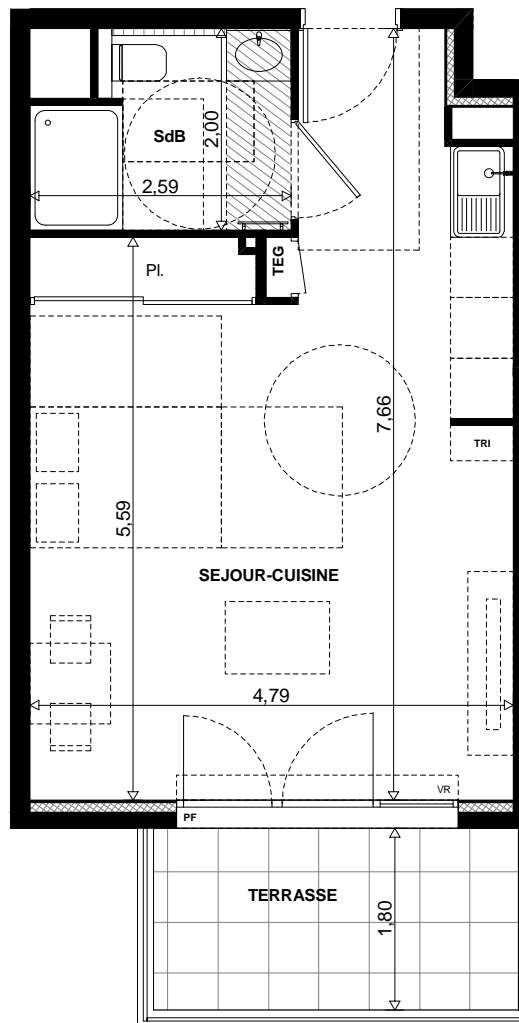 SdB
2,00
2,59
Pl.
TEG
7,66
TRI
5,59
SEJOUR-CUISINE
4,79
VR
PF
TERRASSE
1,80